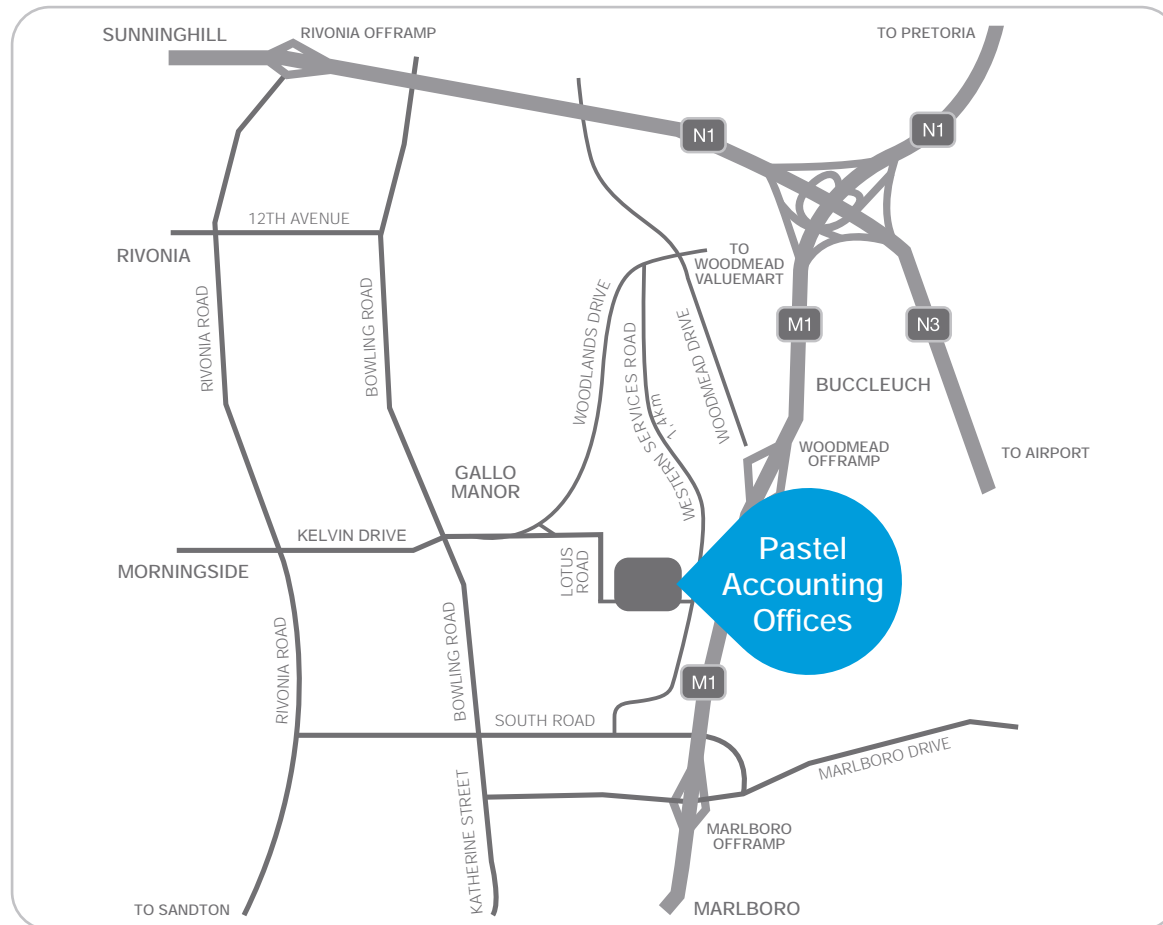 SUNNINGHILL
RIVONIA OFFRAMP
TO PRETORIA
N1
N1
12TH AVENUE
RIVONIA
TO
WOODMEAD
VALUEMART
RIVONIA ROAD
BOWLING ROAD
WOODLANDS DRIVE
WESTERN SERVICES ROAD
1,4km
WOODMEAD DRIVE
M1
N3
BUCCLEUCH
WOODMEAD
OFFRAMP
TO AIRPORT
GALLO
MANOR
KELVIN DRIVE
MORNINGSIDE
LOTUS
ROAD
Pastel
Accounting
Offices
RIVONIA ROAD
BOWLING ROAD
M1
SOUTH ROAD
MARLBORO DRIVE
KATHERINE STREET
MARLBORO
OFFRAMP
TO SANDTON
MARLBORO